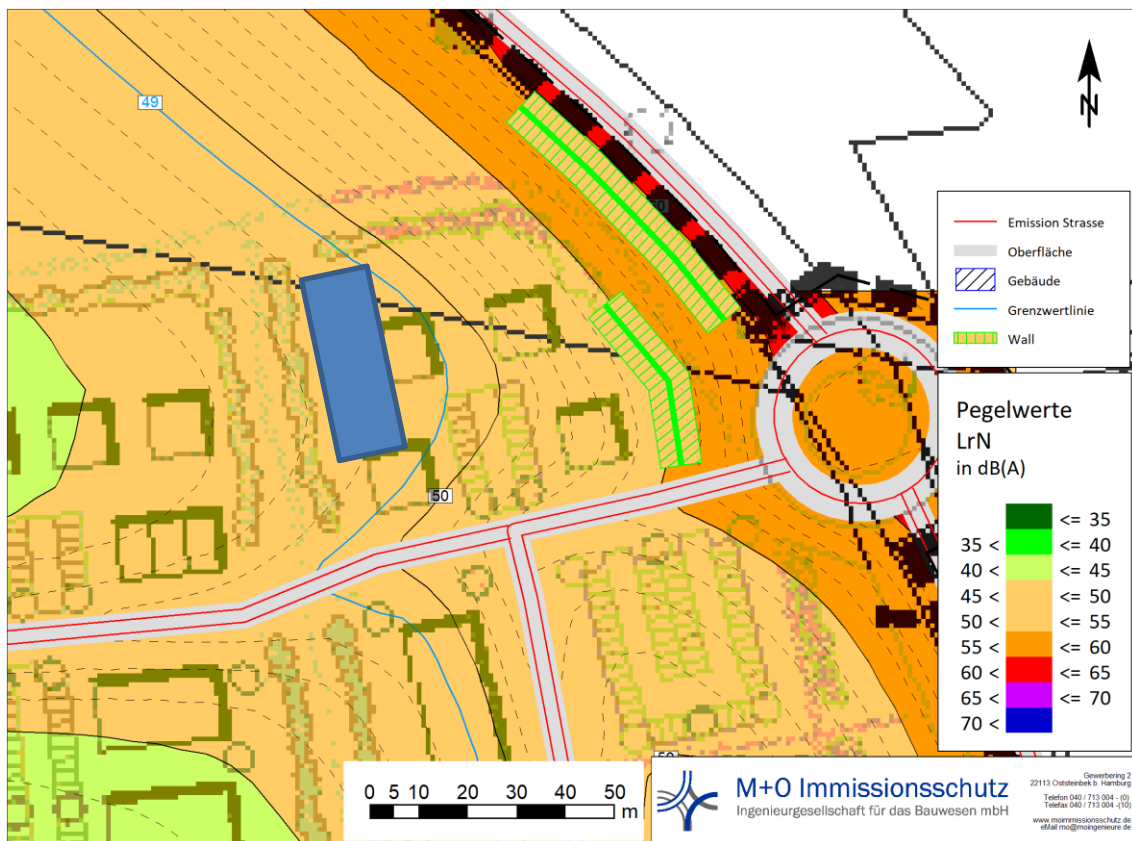 49
N
Emission Strasse
Oberfläche
Gebäude
Grenzwertlinie
Wall
50
Pegelwerte
LrN
in dB(A)
<= 35
35 < <= 40
40 < <= 45
45 < <= 50
50 < <= 55
55 < <= 60
60 < <= 65
65 < <= 70
70 <
50
0 5 10 20 30 40 50
m
M+O Immissionsschutz
Ingenieurgesellschaft für das Bauwesen mbH
Gewerbering 2
22113 Oststeinbek b. Hamburg
Telefon 040 / 713 004 - (0)
Telefax 040 / 713 004 -(10)
www.moimmissionsschutz.de
eMail mo@moingenieure.de